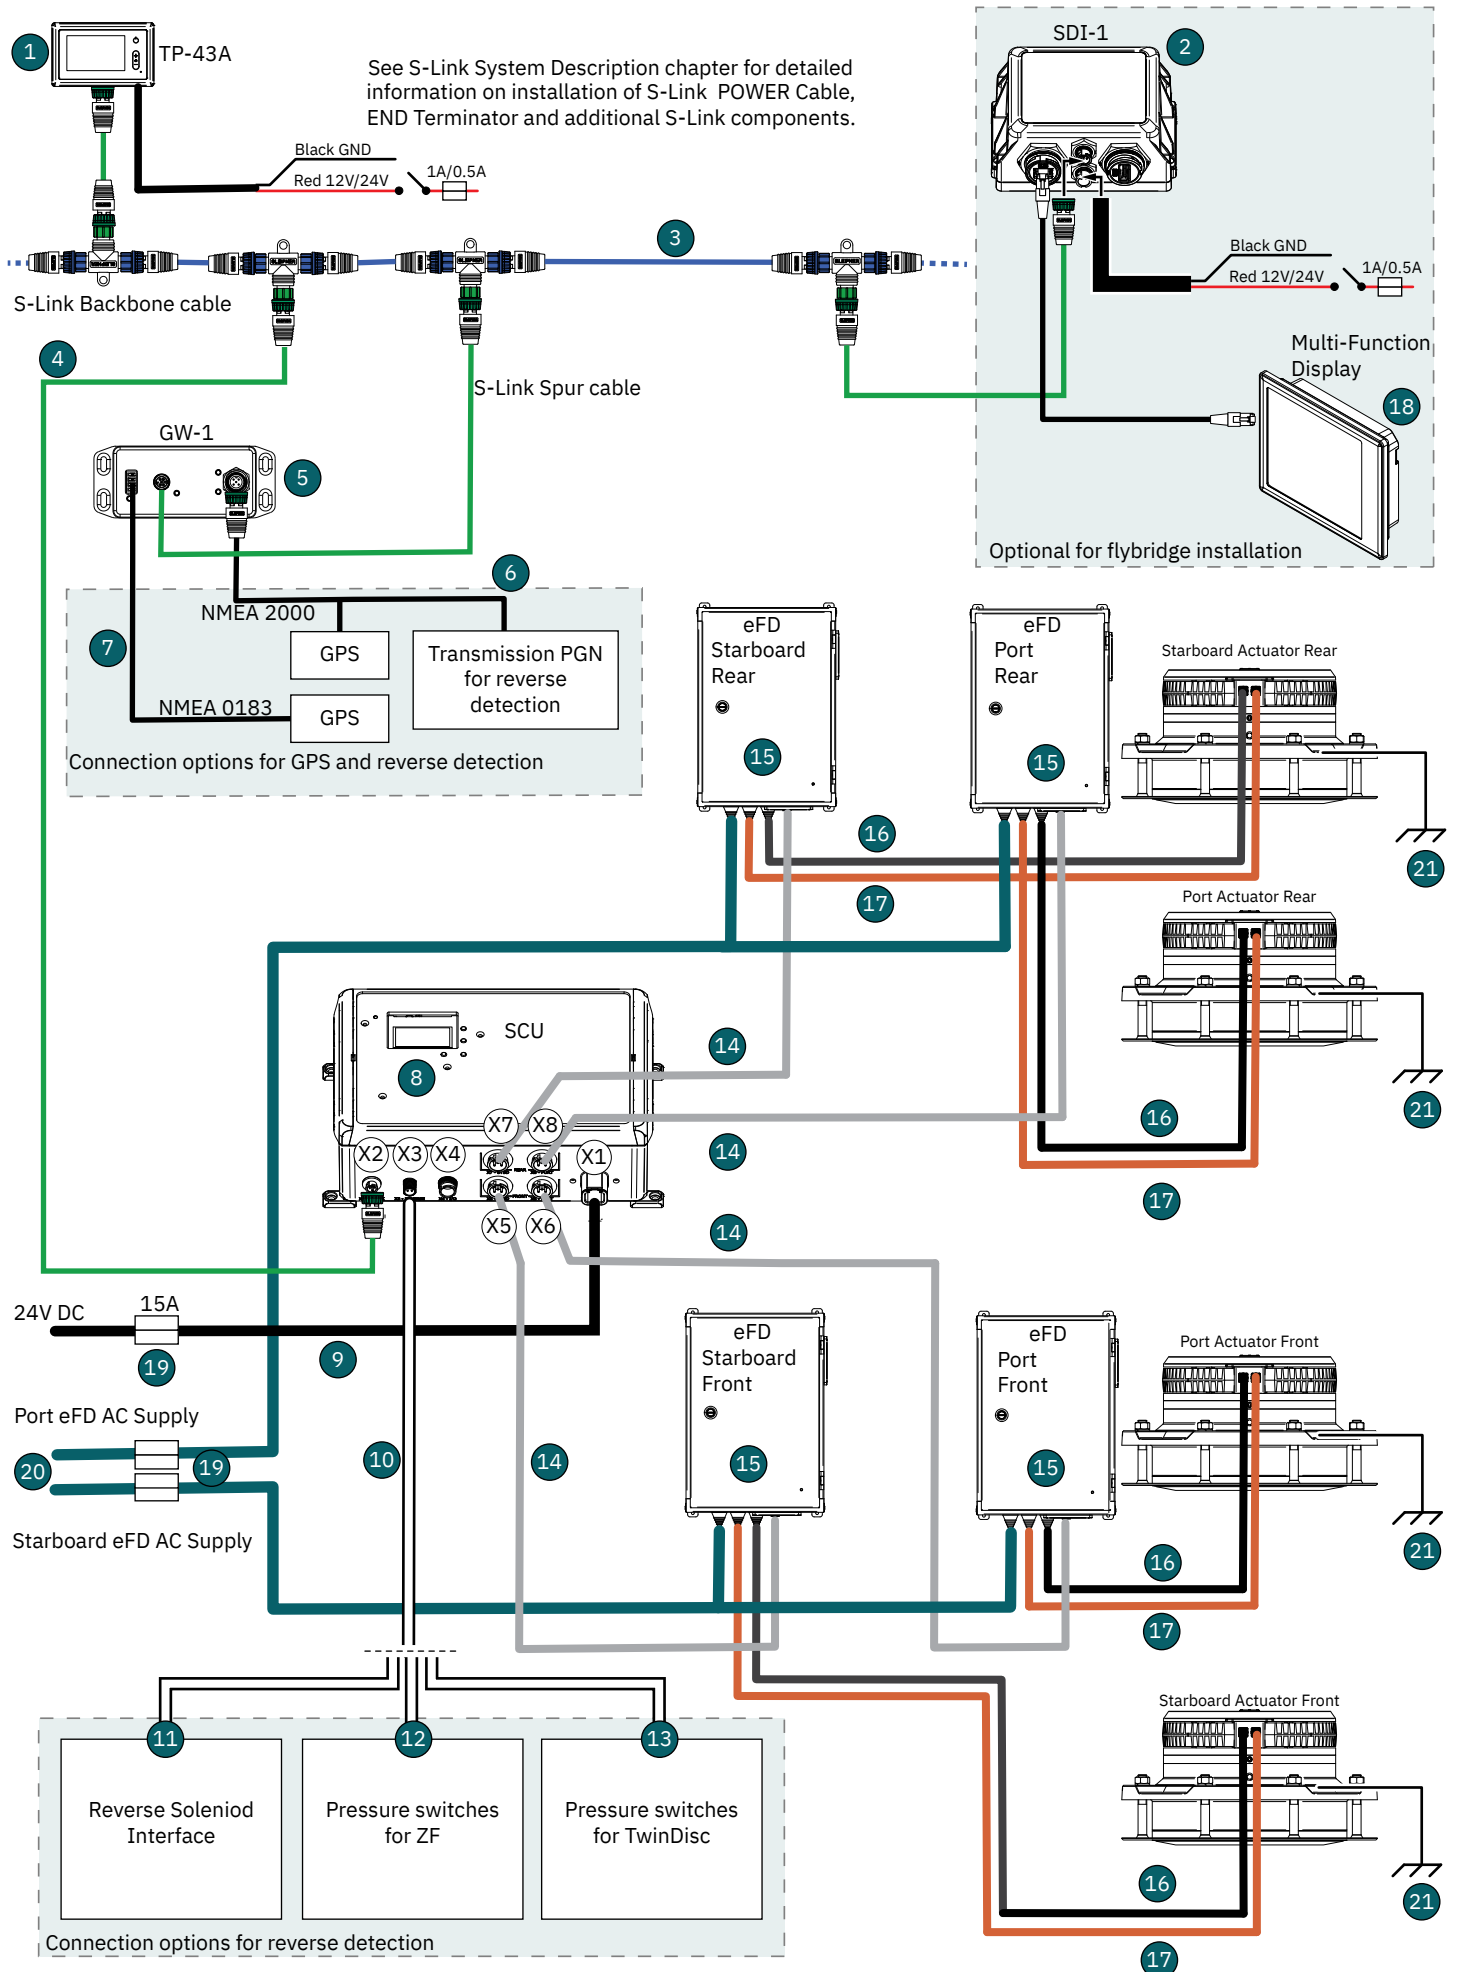 1
TP-43A
See S-Link System Description chapter for detailed
information on installation of S-Link POWER Cable,
END Terminator and additional S-Link components.
SDI-1
2
Black GND
Red 12V/24V
1A/0.5A
3
S-Link Backbone cable
Black GND
Red 12V/24V
1A/0.5A
4
S-Link Spur cable
Multi-Function
Display
18
GW-1
5
Optional for flybridge installation
6
NMEA 2000
7
GPS
Transmission PGN
for reverse
detection
NMEA 0183
GPS
Connection options for GPS and reverse detection
eFD
Starboard
Rear
15
eFD
Port
Rear
15
Starboard Actuator Rear
16
17
21
Port Actuator Rear
21
16
17
SCU
8
14
X7
X8
X2
X3
X4
X1
14
X5
X6
14
24V DC
15A
19
9
Port eFD AC Supply
20
19
10
14
Starboard eFD AC Supply
eFD
Starboard
Front
15
eFD
Port
Front
15
Port Actuator Front
16
17
21
Starboard Actuator Front
16
17
21
11
12
13
Reverse Soleniod
Interface
Pressure switches
for ZF
Pressure switches
for TwinDisc
Connection options for reverse detection